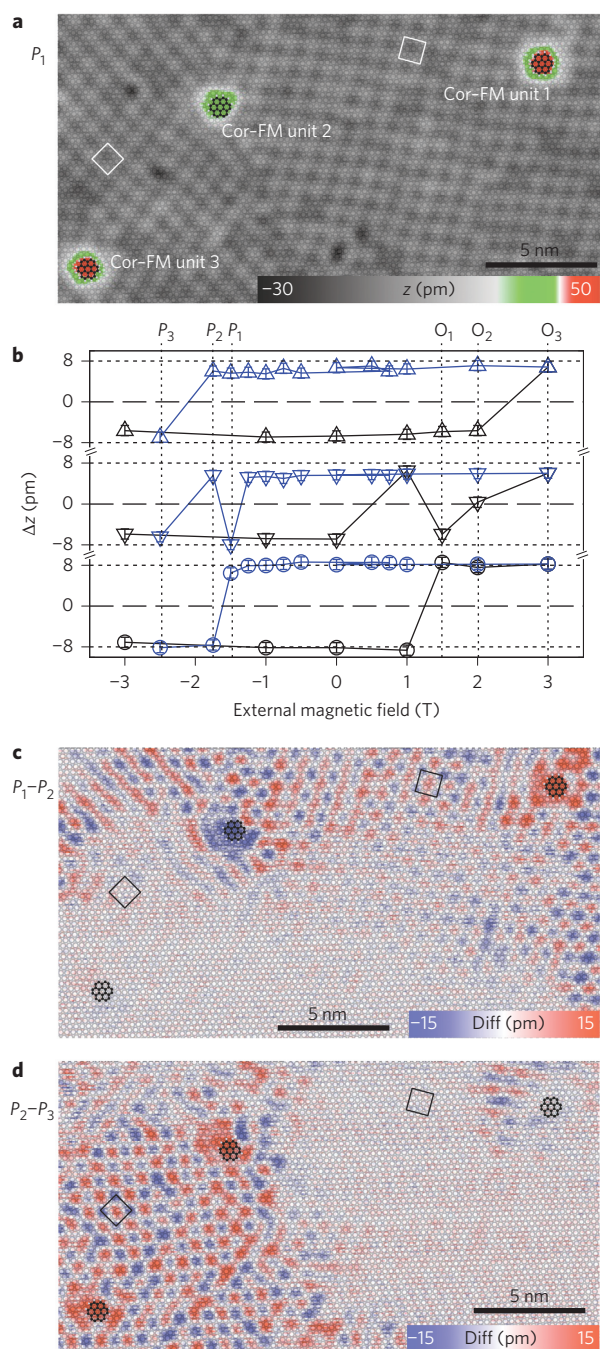 a
P₁
Cor–FM unit 1
Cor–FM unit 2
Cor–FM unit 3
5 nm
−30 z (pm) 50
b
P₃ P₂ P₁ O₁ O₂ O₃
8
0
−8
8
0
−8
8
0
−8
Δz (pm)
−3 −2 −1 0 1 2 3
External magnetic field (T)
c
P₁–P₂
5 nm
−15 Diff (pm) 15
d
P₂–P₃
5 nm
−15 Diff (pm) 15